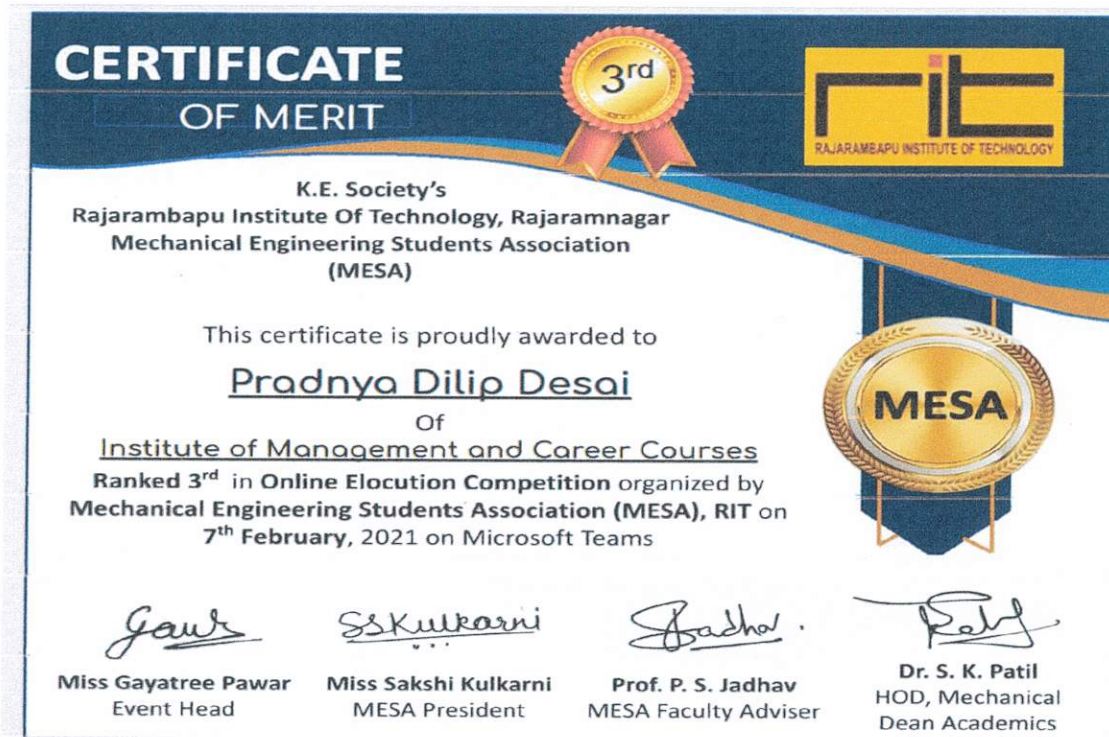 CERTIFICATE
OF MERIT
3rd
rit
RAJARAMBAPU INSTITUTE OF TECHNOLOGY
K.E. Society's
Rajarambapu Institute Of Technology, Rajaramnagar
Mechanical Engineering Students Association
(MESA)
This certificate is proudly awarded to
Pradnya Dilip Desai
Of
Institute of Management and Career Courses
Ranked 3rd in Online Elocution Competition organized by
Mechanical Engineering Students Association (MESA), RIT on
7th February, 2021 on Microsoft Teams
MESA
SSKulkarni
Miss Gayatree Pawar
Event Head
Miss Sakshi Kulkarni
MESA President
Prof. P. S. Jadhav
MESA Faculty Adviser
Dr. S. K. Patil
HOD, Mechanical
Dean Academics